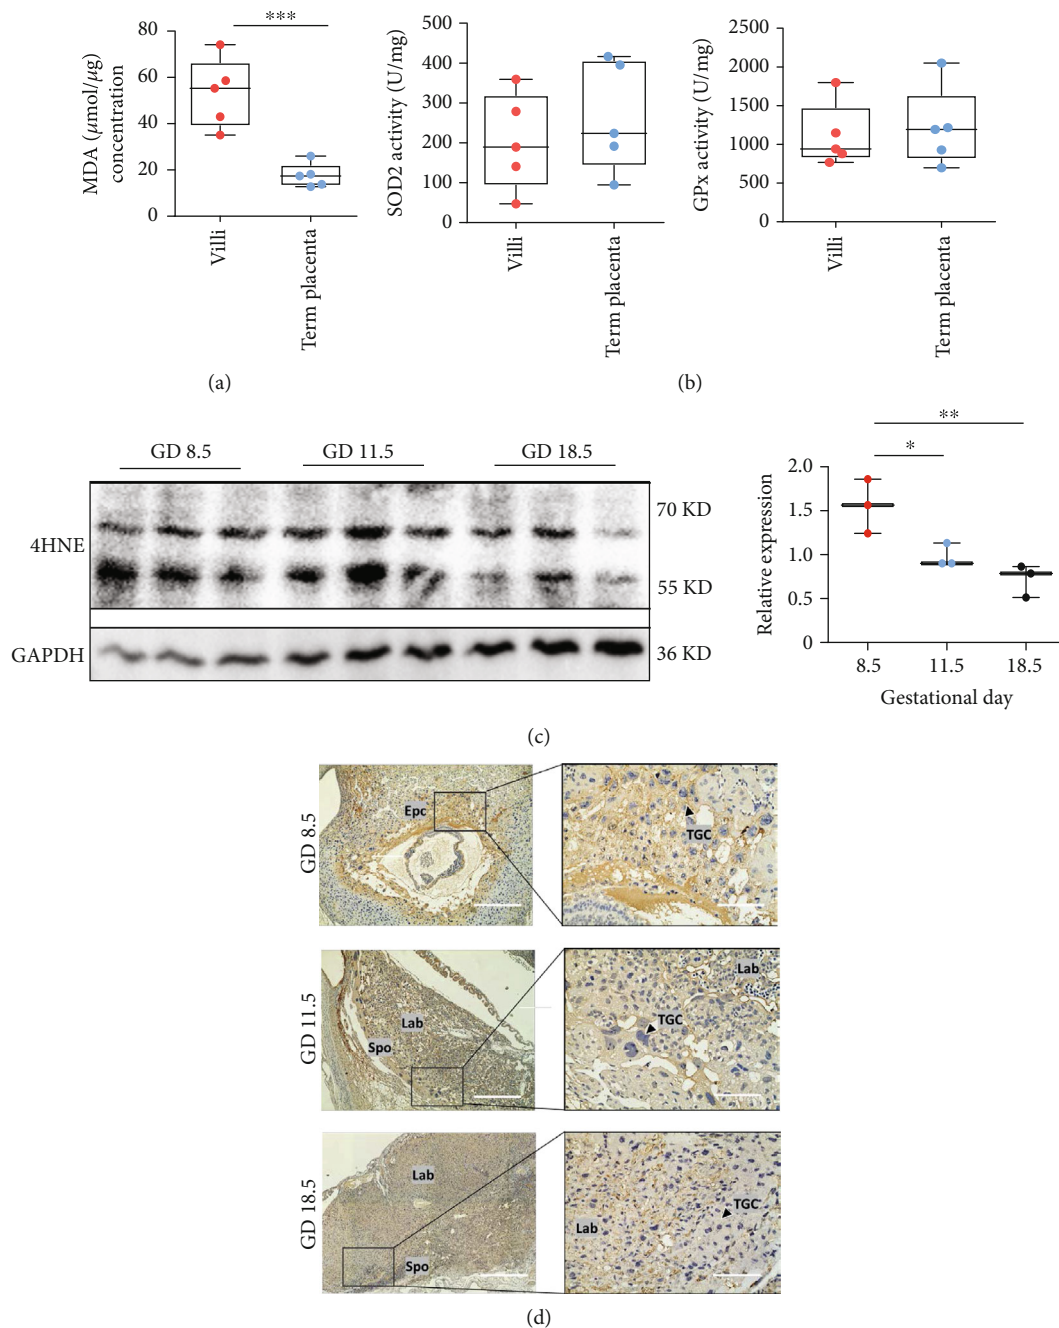 MDA (μmol/μg)
concentration
80
60
40
20
0
***
Villi
Term placenta
(a)
SOD2 activity (U/mg)
500
400
300
200
100
0
Villi
Term placenta
GPx activity (U/mg)
2500
2000
1500
1000
500
0
Villi
Term placenta
(b)
GD 8.5
GD 11.5
GD 18.5
4HNE
70 KD
55 KD
GAPDH
36 KD
Relative expression
2.0
1.5
1.0
0.5
0
*
**
8.5
11.5
18.5
Gestational day
(c)
GD 8.5
Epc
TGC
GD 11.5
Lab
Spo
Lab
TGC
GD 18.5
Lab
Spo
TGC
Lab
(d)